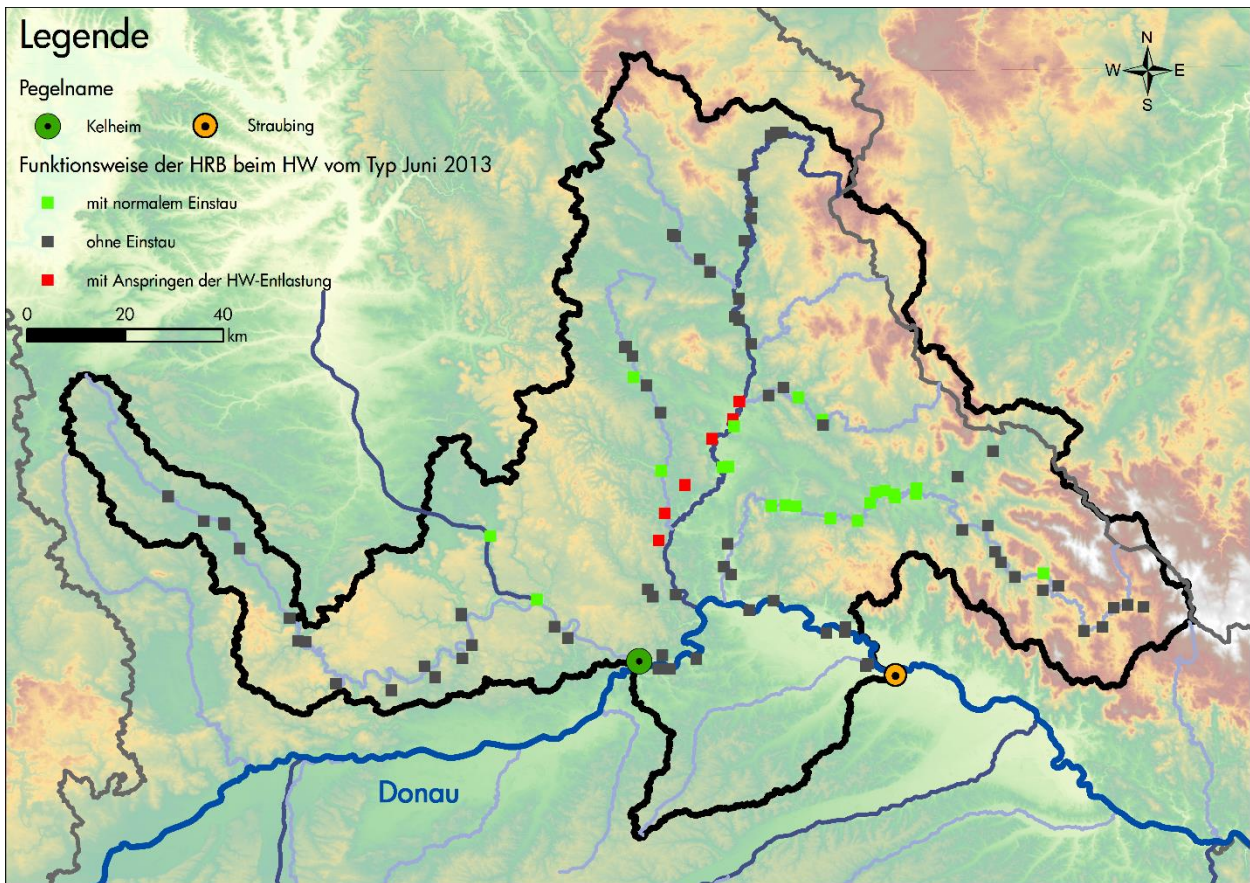 Legende
Pegelname
Kelheim Straubing
Funktionsweise der HRB beim HW vom Typ Juni 2013
mit normalem Einstau
ohne Einstau
mit Anspringen der HW-Entlastung
0 20 40
km
N
W E
S
Donau